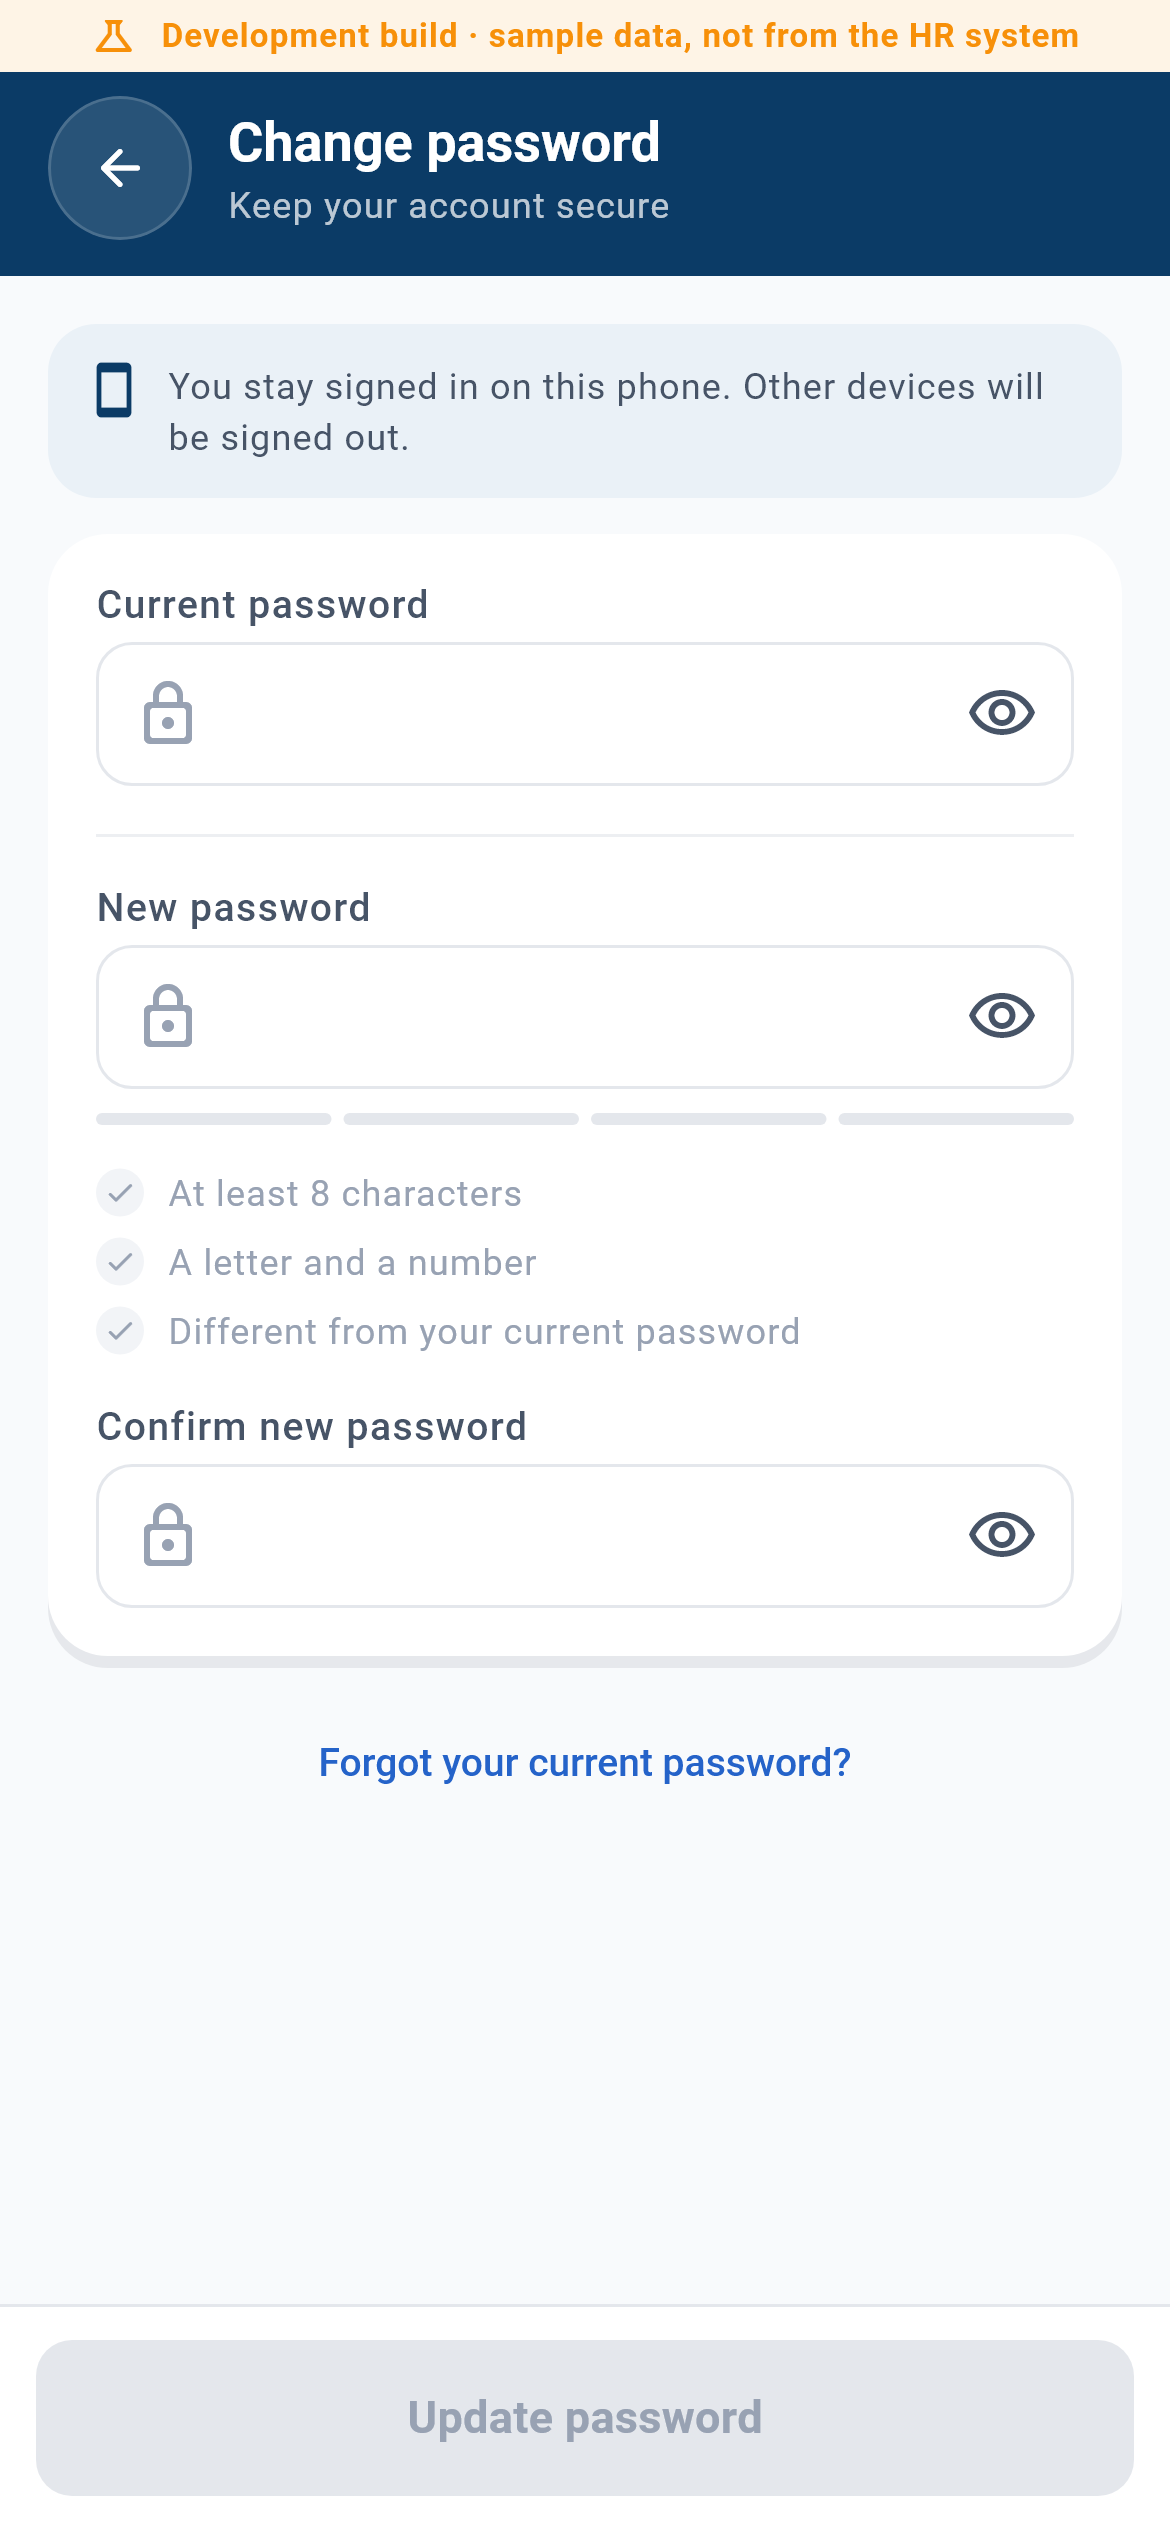 Development build · sample data, not from the HR system
Change password
Keep your account secure
You stay signed in on this phone. Other devices will
be signed out.
Current password
New password
At least 8 characters
A letter and a number
Different from your current password
Confirm new password
Forgot your current password?
Update password